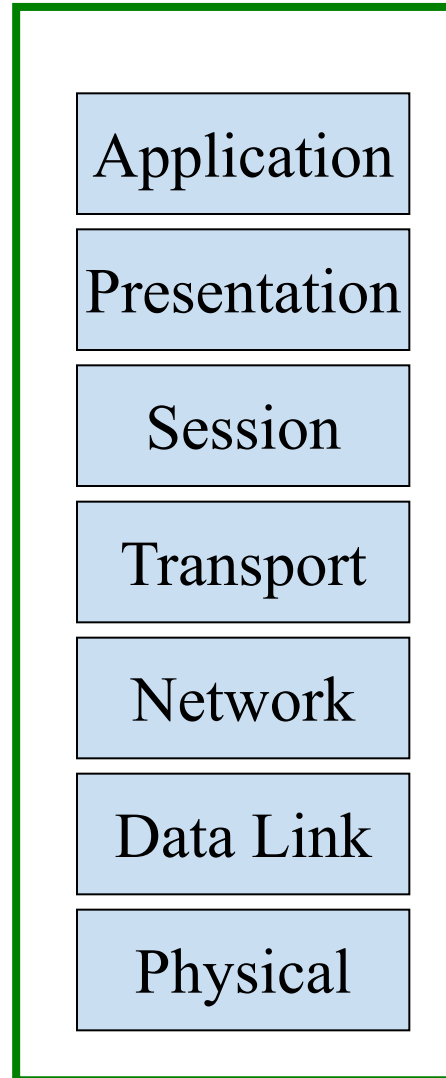 Application
Presentation
Session
Transport
Network
Data Link
Physical